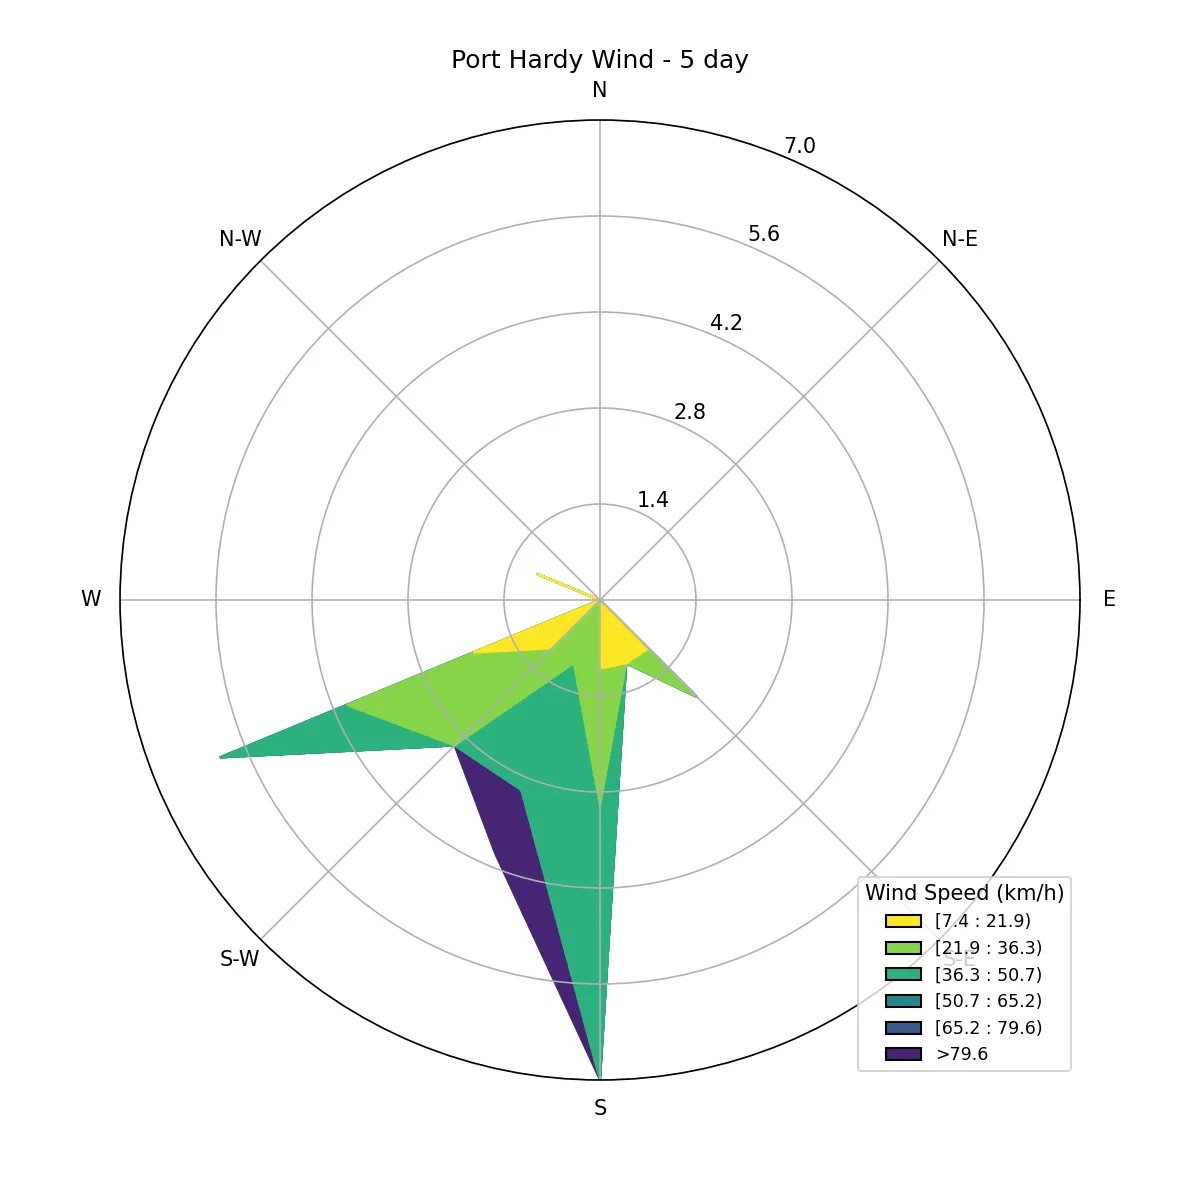 Port Hardy Wind - 5 day
N
7.0
N-W
5.6
N-E
4.2
2.8
1.4
W
E
Wind Speed (km/h)
[7.4 : 21.9)
[21.9 : 36.3)
S-W
S-E
[36.3 : 50.7)
[50.7 : 65.2)
[65.2 : 79.6)
>79.6
S